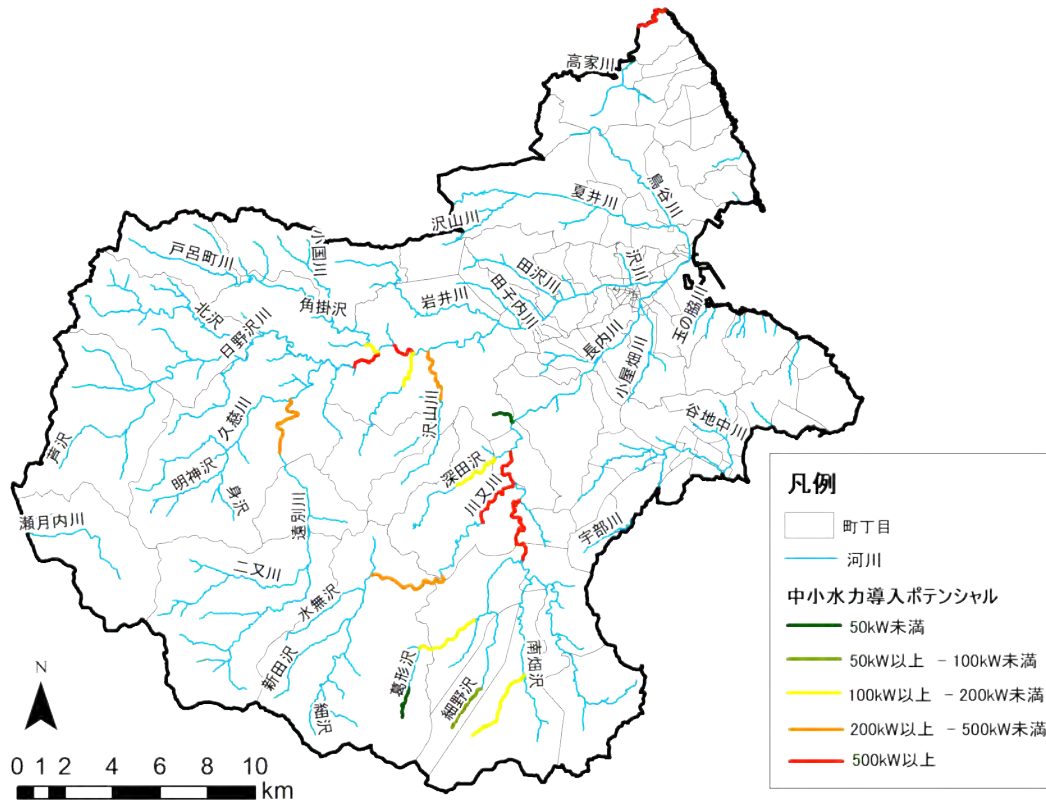 高家川
鳥谷川
夏井川
沢山川
小国川
戸呂町川
沢川
田沢川
田子内川
角掛沢
岩井川
北沢
日野沢川
玉の脇川
長内川
小屋畑川
久慈川
沢山川
谷地中川
芦沢
明神沢
深田沢
身沢
川又川
遠別川
瀬月内川
宇部川
二又川
水無沢
新田沢
葛形沢
南畑沢
細野沢
凡例
町丁目
河川
中小水力導入ポテンシャル
50kW未満
50kW以上 － 100kW未満
100kW以上 － 200kW未満
200kW以上 － 500kW未満
500kW以上
N
0 1 2 4 6 8 10
km